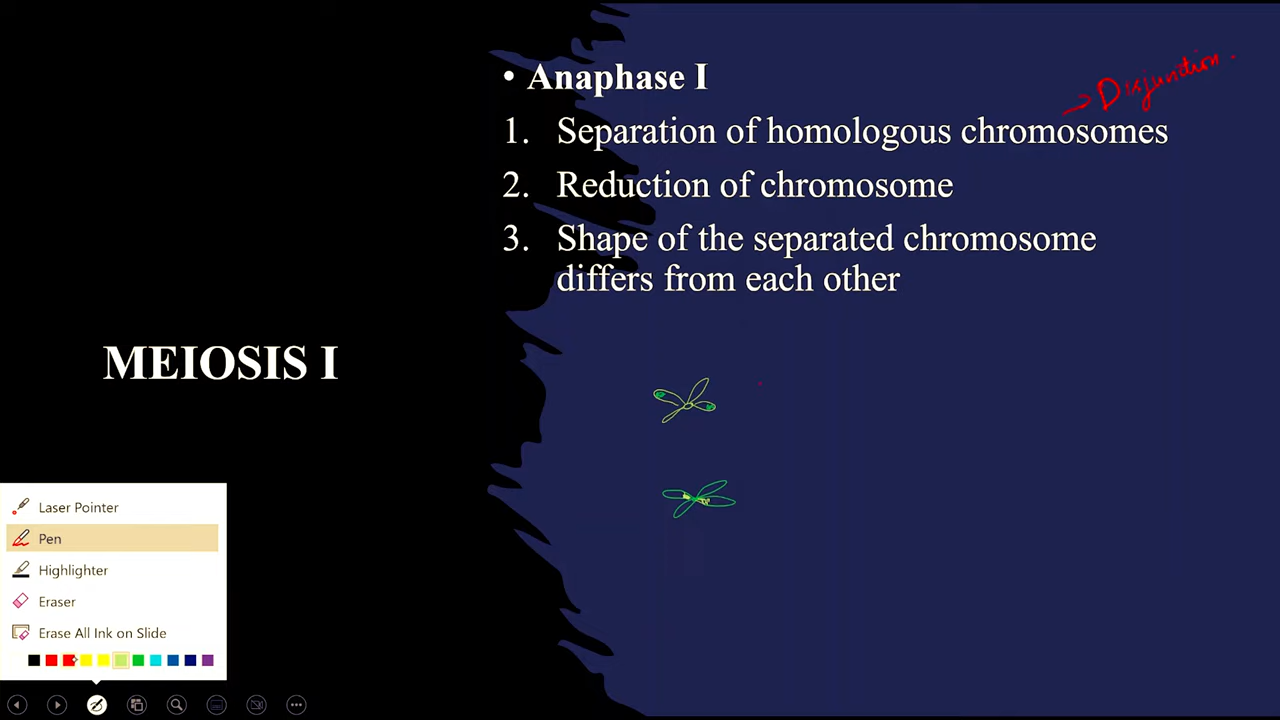 • Anaphase I
→ Disjunction.
1. Separation of homologous chromosomes
2. Reduction of chromosome
3. Shape of the separated chromosome
differs from each other
MEIOSIS I
Laser Pointer
Pen
Highlighter
Eraser
Erase All Ink on Slide